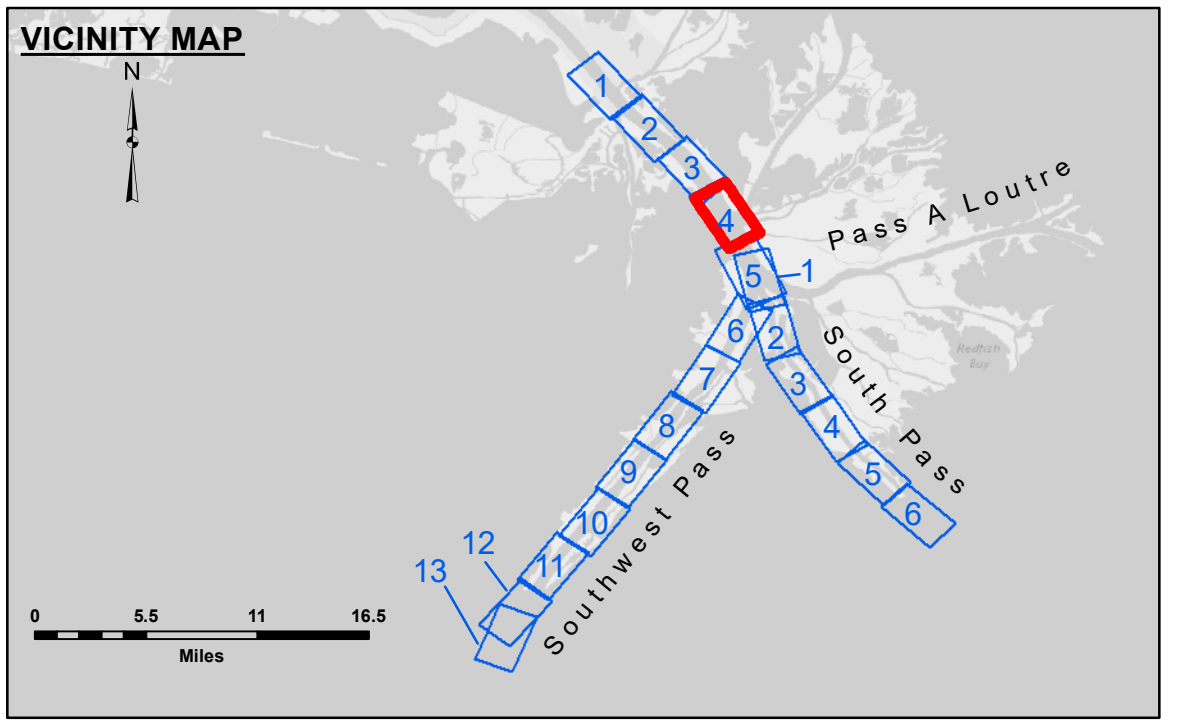 VICINITY MAP
N
1
2
3
4
5
1
6
2
7
3
8
4
9
5
10
6
11
12
13
Pass A Loutre
South Pass
Southwest Pass
Redfish
Bay
0 5.5 11 16.5
Miles